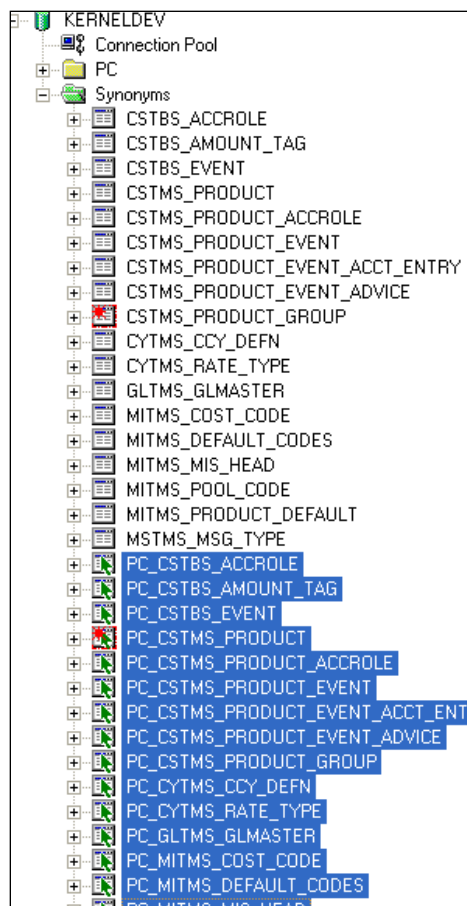 KERNELDEV
Connection Pool
PC
Synonyms
CSTBS_ACCROLE
CSTBS_AMOUNT_TAG
CSTBS_EVENT
CSTMS_PRODUCT
CSTMS_PRODUCT_ACCROLE
CSTMS_PRODUCT_EVENT
CSTMS_PRODUCT_EVENT_ACCT_ENTRY
CSTMS_PRODUCT_EVENT_ADVICE
CSTMS_PRODUCT_GROUP
CYTMS_CCY_DEFN
CYTMS_RATE_TYPE
GLTMS_GLMASTER
MITMS_COST_CODE
MITMS_DEFAULT_CODES
MITMS_MIS_HEAD
MITMS_POOL_CODE
MITMS_PRODUCT_DEFAULT
MSTMS_MSG_TYPE
PC_CSTBS_ACCROLE
PC_CSTBS_AMOUNT_TAG
PC_CSTBS_EVENT
PC_CSTMS_PRODUCT
PC_CSTMS_PRODUCT_ACCROLE
PC_CSTMS_PRODUCT_EVENT
PC_CSTMS_PRODUCT_EVENT_ACCT_ENT
PC_CSTMS_PRODUCT_EVENT_ADVICE
PC_CSTMS_PRODUCT_GROUP
PC_CYTMS_CCY_DEFN
PC_CYTMS_RATE_TYPE
PC_GLTMS_GLMASTER
PC_MITMS_COST_CODE
PC_MITMS_DEFAULT_CODES
PC_MITMS_MIS_HEAD